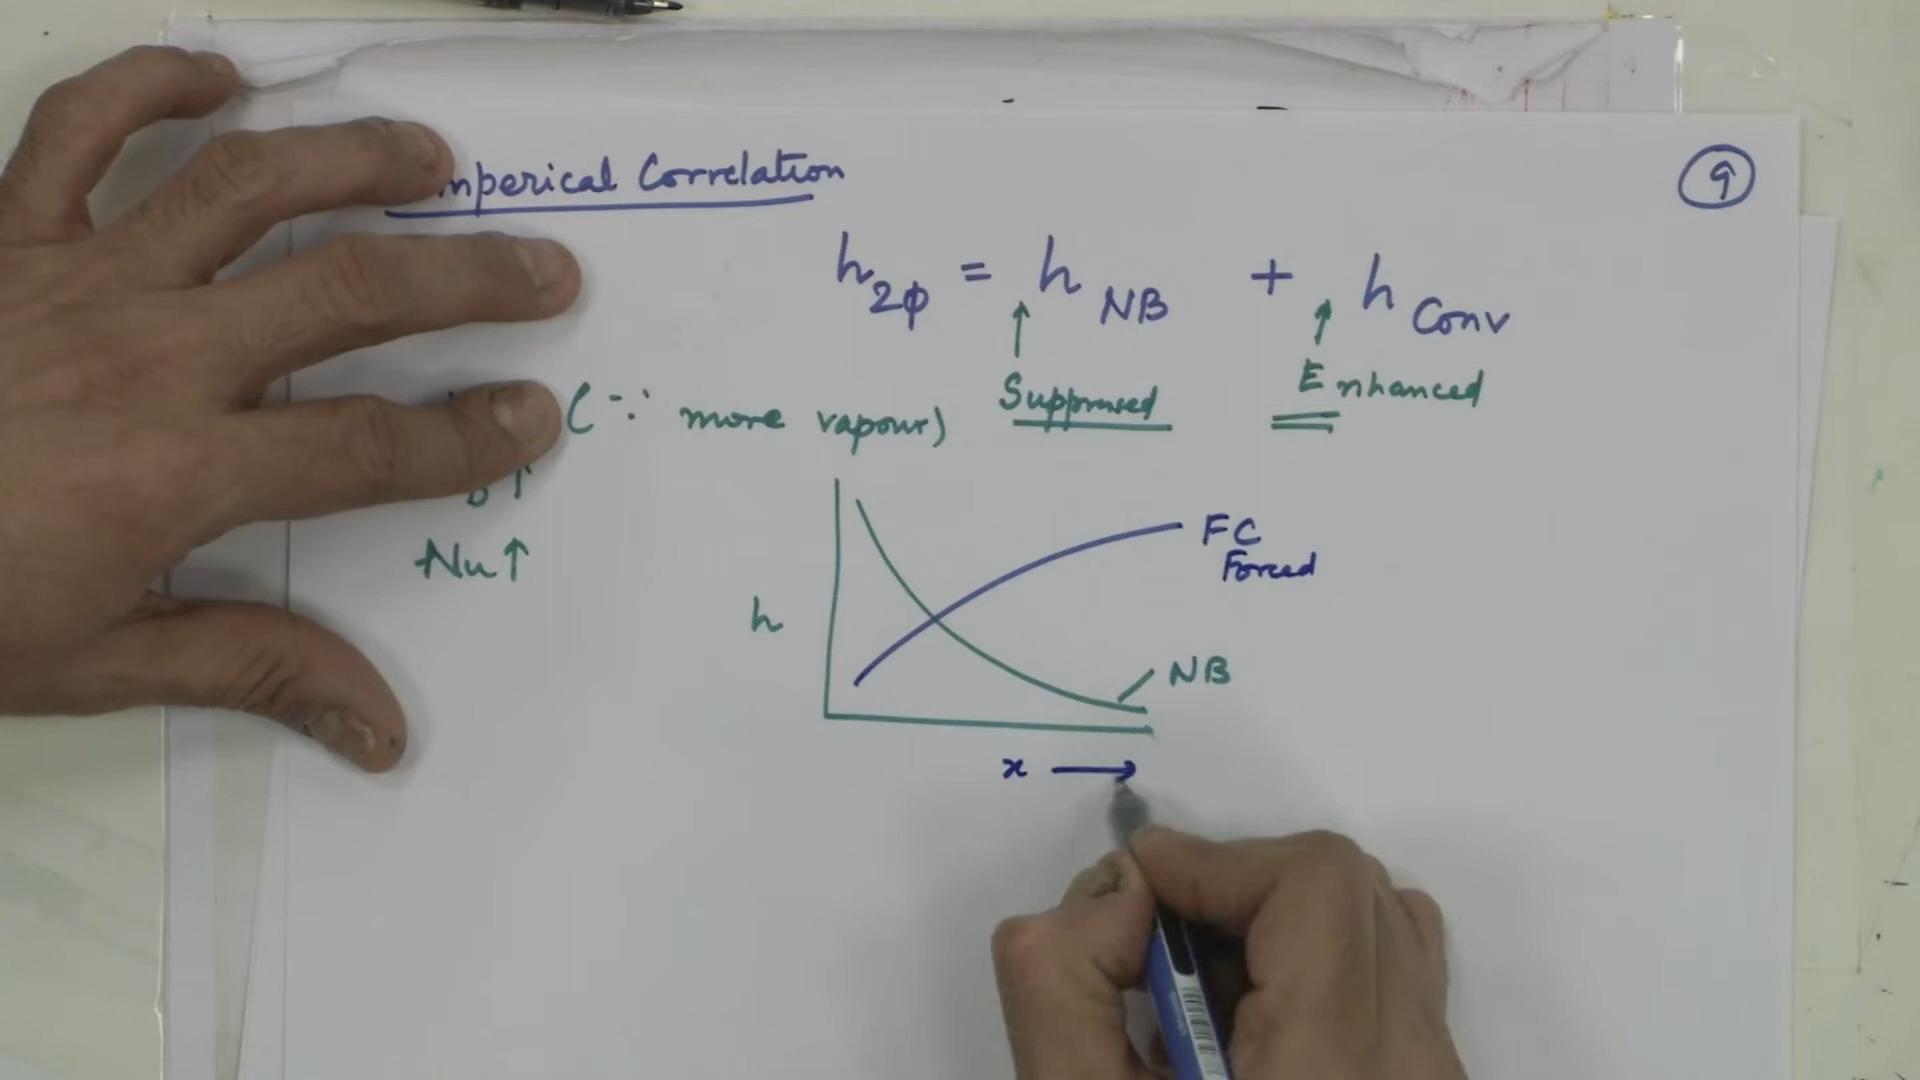 mperical Correlation
9
h2φ = hNB + hConv
↑ Suppressed ↑ Enhanced
(∵ more vapour)
↑
Nu↑
h
FC
Forced
NB
x →